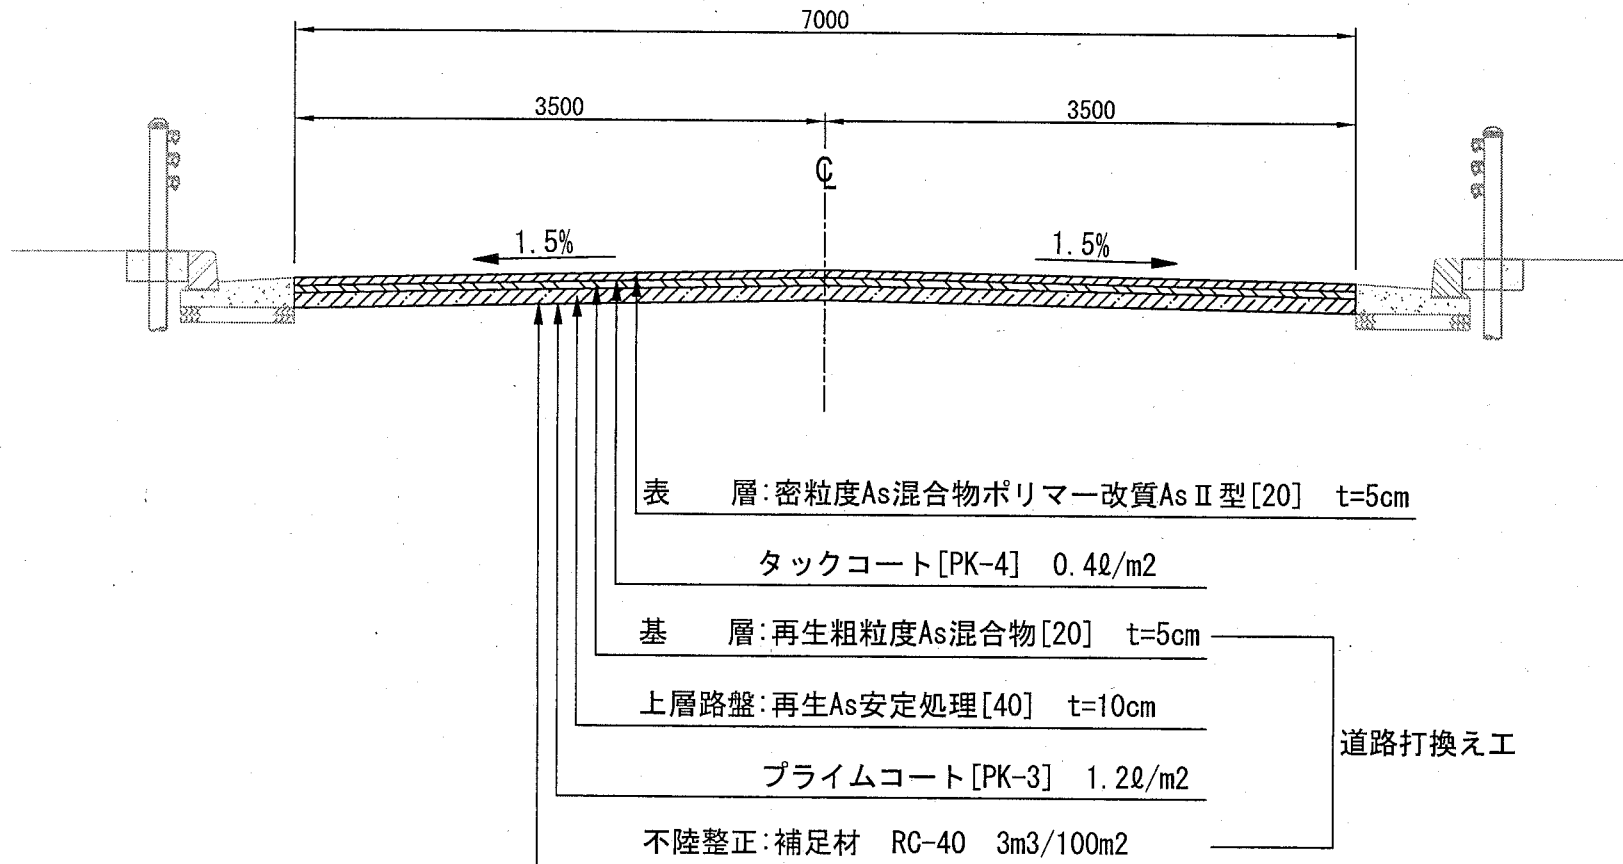 7000
3500
3500
℄
1.5%
1.5%
表　　層:密粒度As混合物ポリマー改質AsⅡ型[20]　t=5cm
タックコート[PK-4]　0.4ℓ/m2
基　　層:再生粗粒度As混合物[20]　t=5cm
上層路盤:再生As安定処理[40]　t=10cm
道路打換え工
プライムコート[PK-3]　1.2ℓ/m2
不陸整正:補足材　RC-40　3m3/100m2